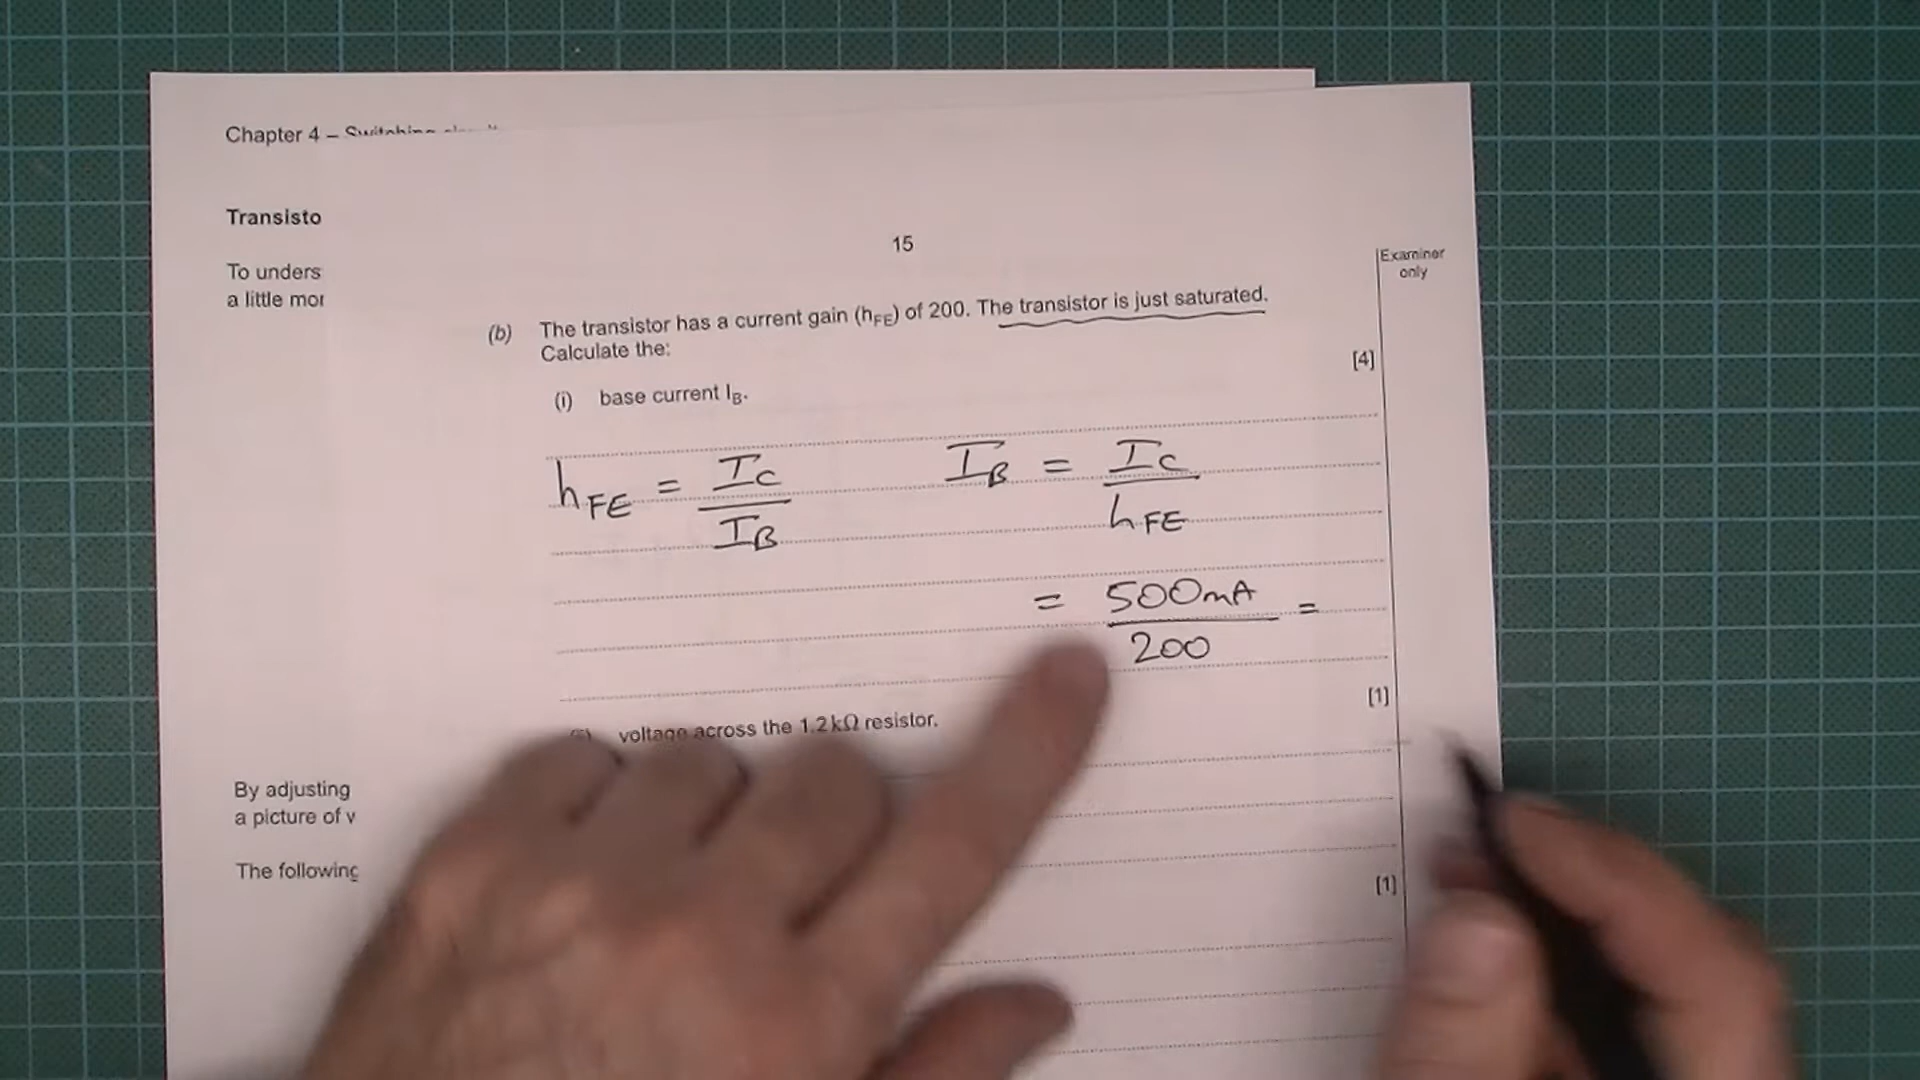 Chapter 4 –
Transisto
To unders
a little mor
15
Examiner
only
(b) The transistor has a current gain (hFE) of 200. The transistor is just saturated.
Calculate the:
[4]
(i) base current IB.
hFE = IC / IB
IB = IC / hFE
= 500mA / 200 =
[1]
voltage across the 1.2kΩ resistor.
By adjusting
a picture of v
The following
[1]